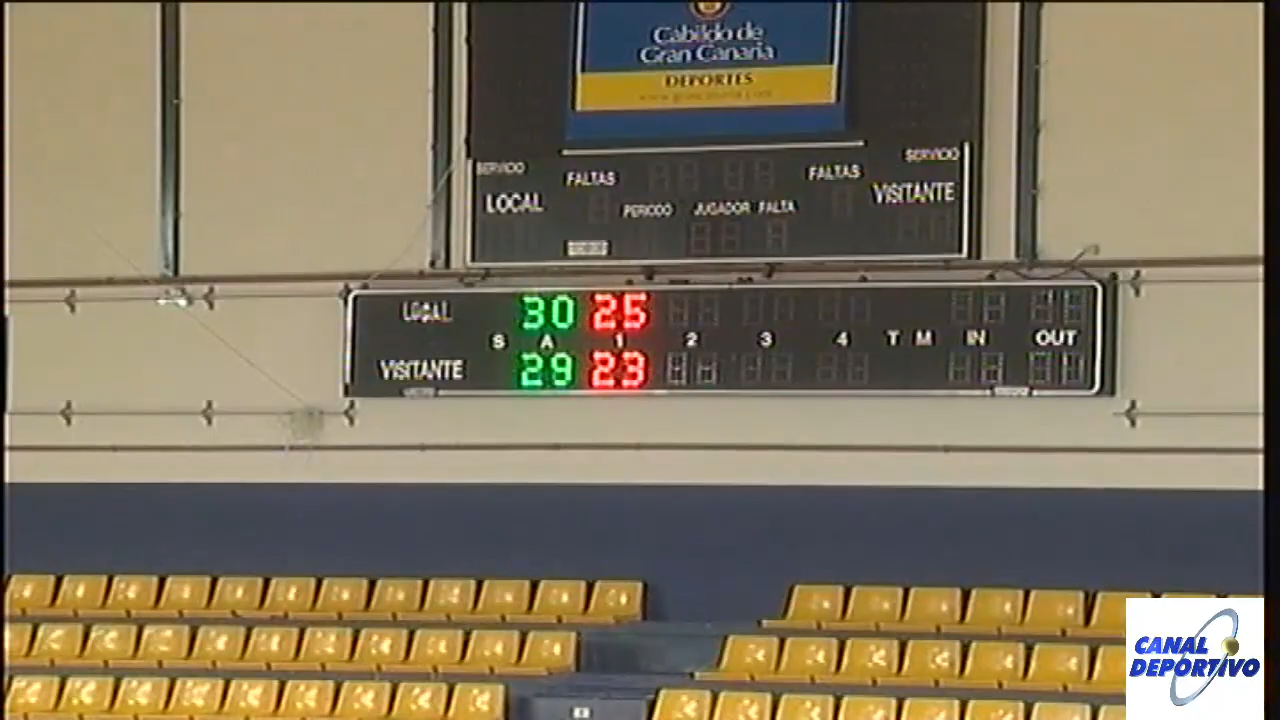 Cabildo de
Gran Canaria
DEPORTES
SERVICIO SERVICIO
FALTAS FALTAS
LOCAL VISITANTE
PERIODO JUGADOR FALTA
LOCAL 30 25
S A 1 2 3 4 T M IN OUT
VISITANTE 29 23
CANAL
DEPORTIVO